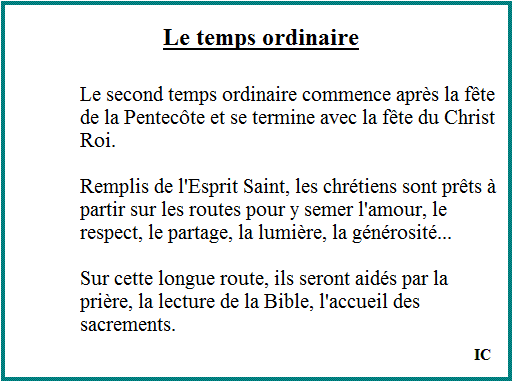 Le temps ordinaire
Le second temps ordinaire commence après la fête
de la Pentecôte et se termine avec la fête du Christ
Roi.
Remplis de l'Esprit Saint, les chrétiens sont prêts à
partir sur les routes pour y semer l'amour, le
respect, le partage, la lumière, la générosité...
Sur cette longue route, ils seront aidés par la
prière, la lecture de la Bible, l'accueil des
sacrements.
IC